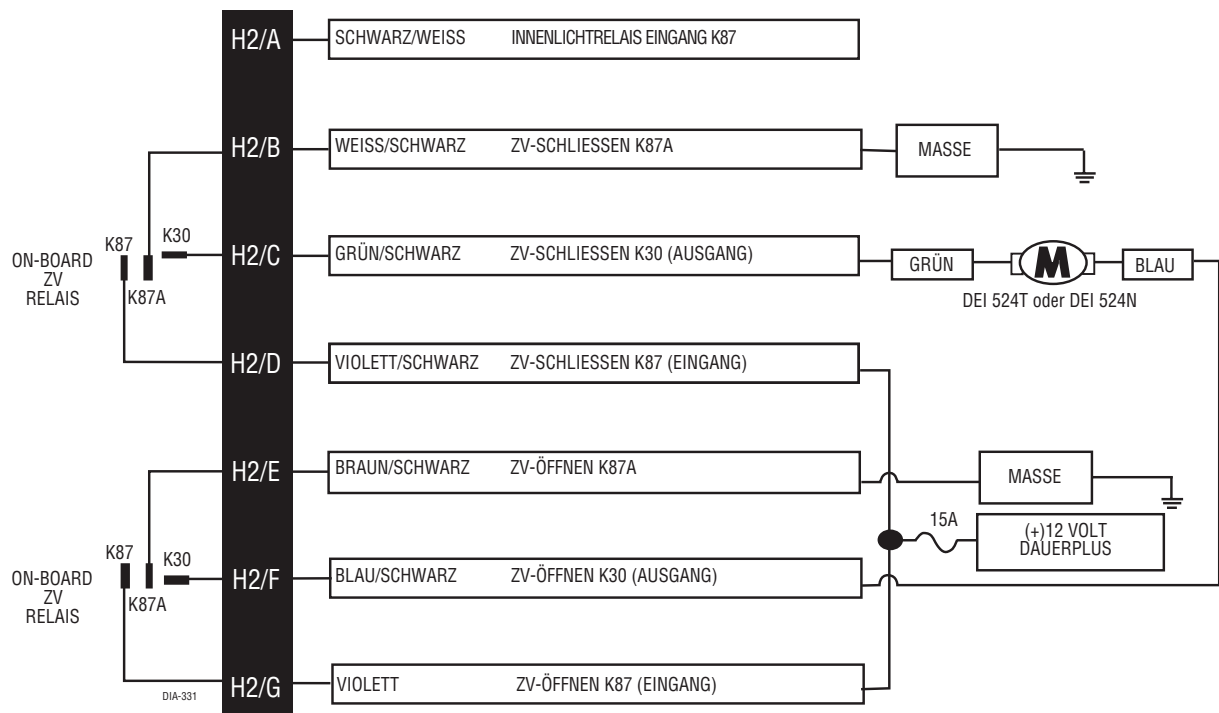 H2/A SCHWARZ/WEISS INNENLICHTRELAIS EINGANG K87
H2/B WEISS/SCHWARZ ZV-SCHLIESSEN K87A MASSE
K87 K30
K87A
ON-BOARD
ZV
RELAIS
H2/C GRÜN/SCHWARZ ZV-SCHLIESSEN K30 (AUSGANG) GRÜN M BLAU
DEI 524T oder DEI 524N
H2/D VIOLETT/SCHWARZ ZV-SCHLIESSEN K87 (EINGANG)
H2/E BRAUN/SCHWARZ ZV-ÖFFNEN K87A MASSE
15A (+)12 VOLT
DAUERPLUS
K87 K30
K87A
ON-BOARD
ZV
RELAIS
H2/F BLAU/SCHWARZ ZV-ÖFFNEN K30 (AUSGANG)
H2/G VIOLETT ZV-ÖFFNEN K87 (EINGANG)
DIA-331